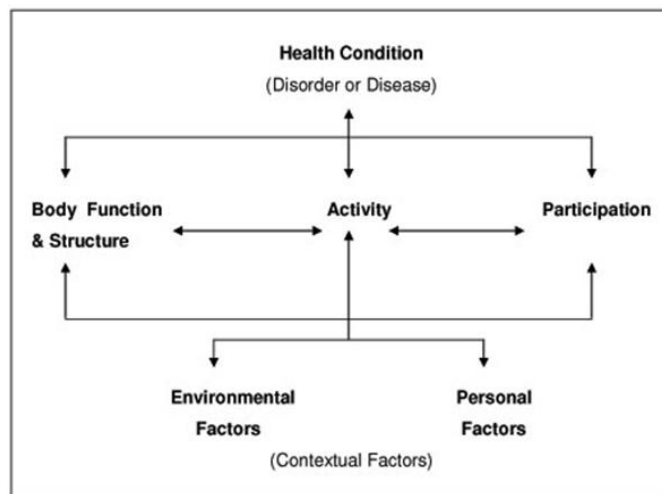 Health Condition
(Disorder or Disease)
Body Function
& Structure
Activity
Participation
Environmental
Factors
Personal
Factors
(Contextual Factors)